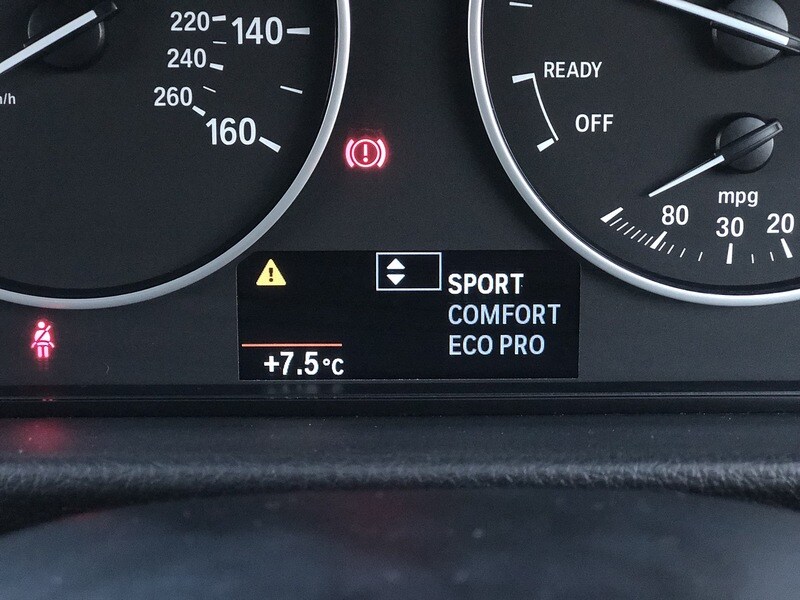 220
140
240
260
160
READY
OFF
mpg
80
30
20
SPORT
COMFORT
ECO PRO
+7.5°C